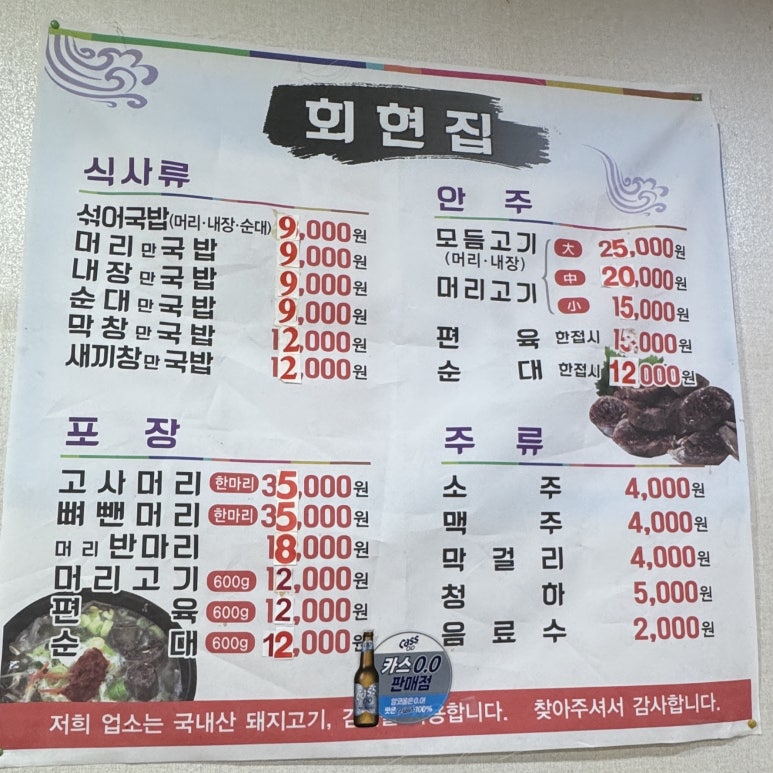 회현집
식사류
섞어국밥(머리·내장·순대) 9,000원
머리만국밥 9,000원
내장만국밥 9,000원
순대만국밥 9,000원
막창만국밥 12,000원
새끼창만국밥 12,000원
안주
모듬고기 (머리·내장)
머리고기
大 25,000원
中 20,000원
小 15,000원
편육 한접시 15,000원
순대 한접시 12,000원
포장
고사머리 한마리 35,000원
뼈뺀머리 한마리 35,000원
머리반마리 18,000원
머리고기 600g 12,000원
편육 600g 12,000원
순대 600g 12,000원
주류
소주 4,000원
맥주 4,000원
막걸리 4,000원
청하 5,000원
음료수 2,000원
Cass 0.0
카스 0.0
판매점
저희 업소는 국내산 돼지고기, 합니다. 찾아주셔서 감사합니다.